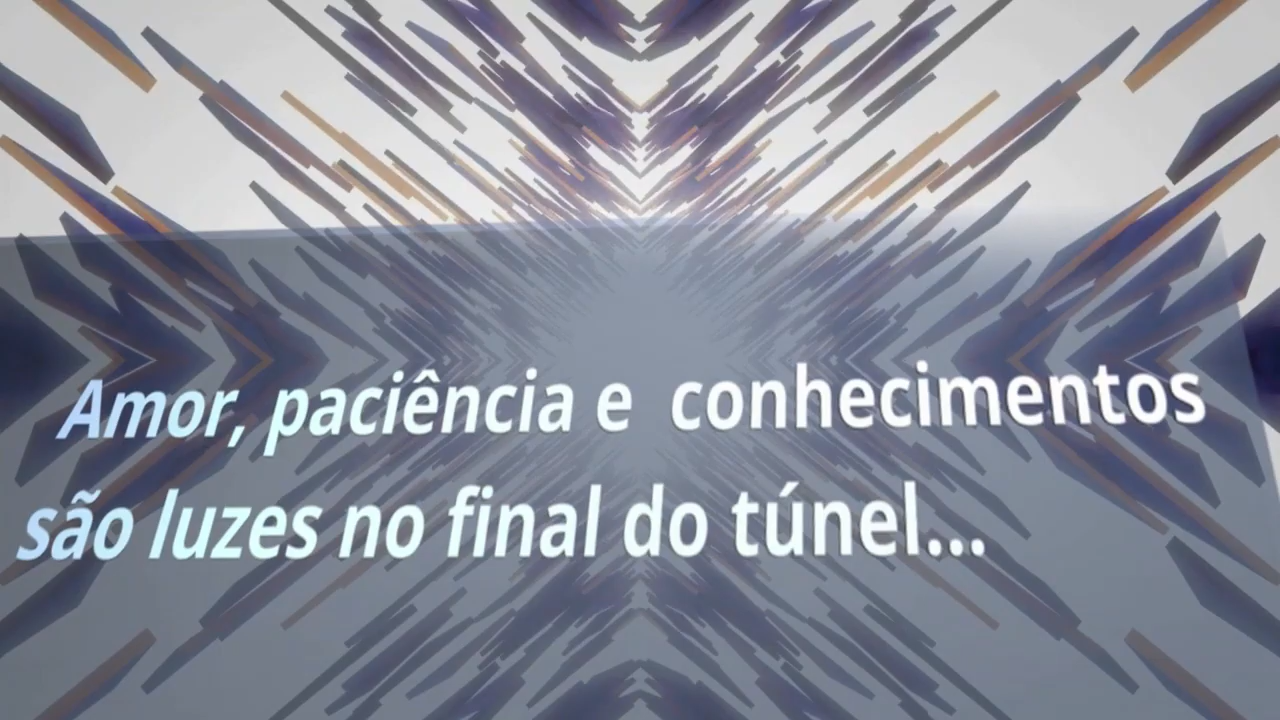 Amor, paciência e conhecimentos
são luzes no final do túnel...